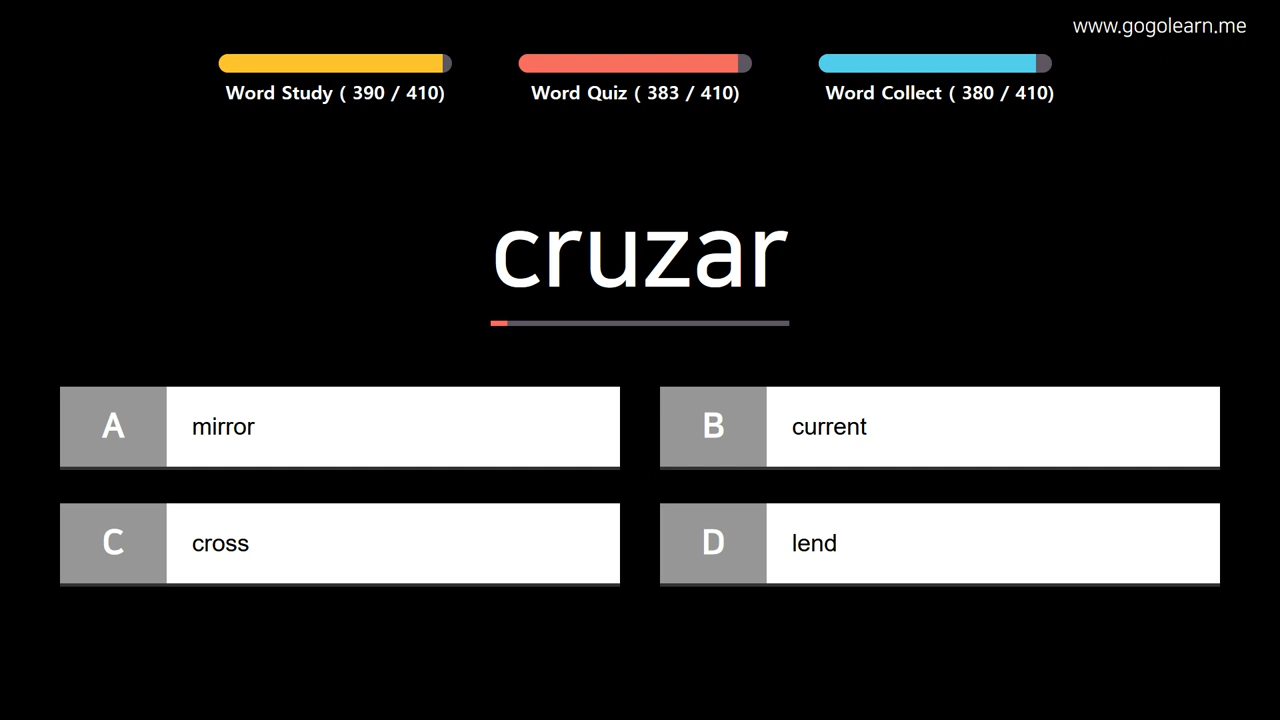 www.gogolearn.me
Word Study ( 390 / 410)
Word Quiz ( 383 / 410)
Word Collect ( 380 / 410)
cruzar
A mirror
B current
C cross
D lend